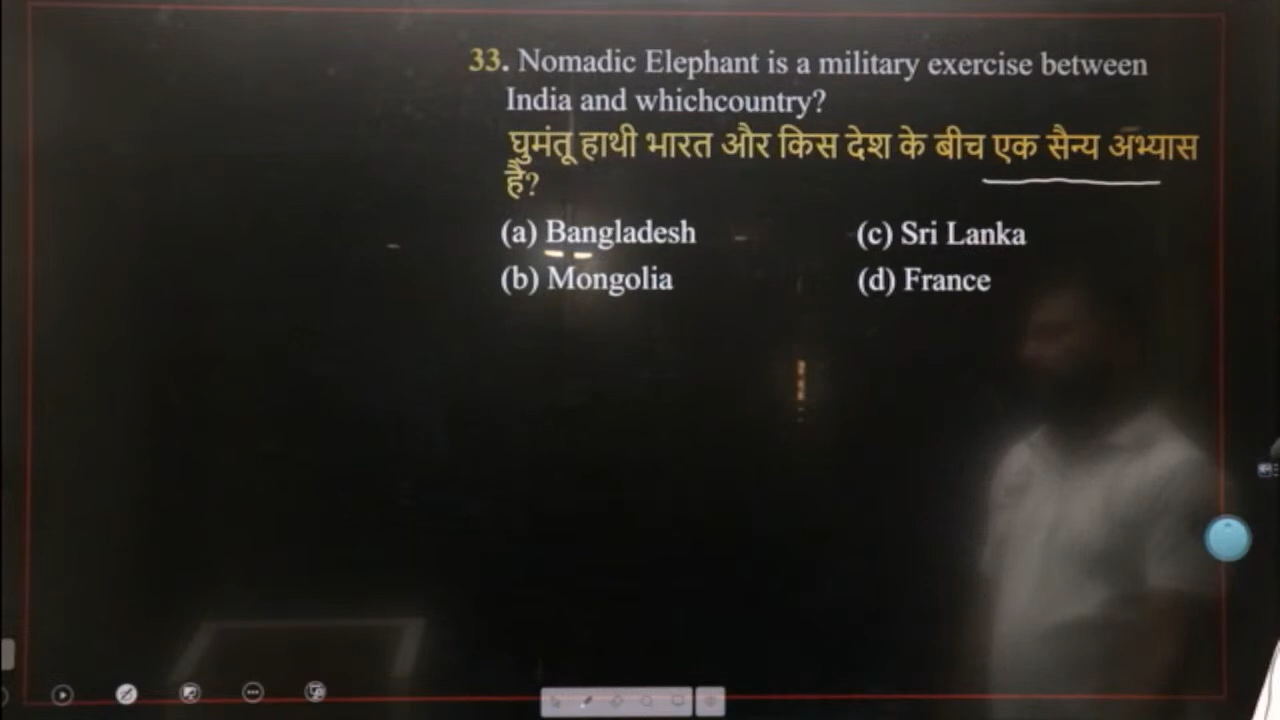 33. Nomadic Elephant is a military exercise between
India and whichcountry?
घुमंतू हाथी भारत और किस देश के बीच एक सैन्य अभ्यास
है?
(a) Bangladesh (c) Sri Lanka
(b) Mongolia (d) France